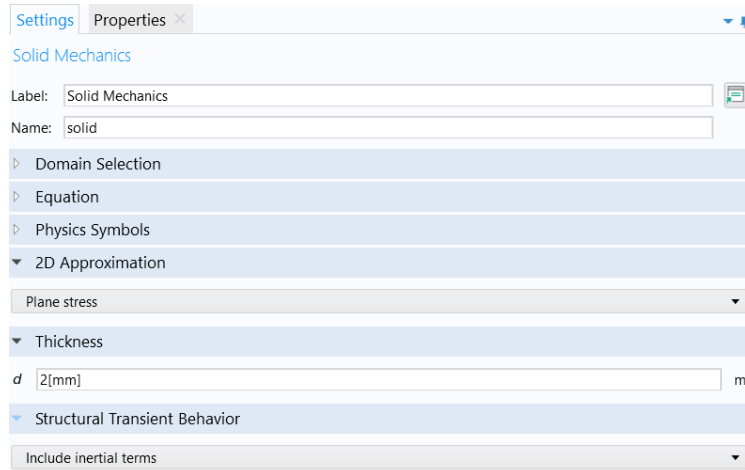 Settings Properties
Solid Mechanics
Label: Solid Mechanics
Name: solid
Domain Selection
Equation
Physics Symbols
2D Approximation
Plane stress
Thickness
d 2[mm] m
Structural Transient Behavior
Include inertial terms